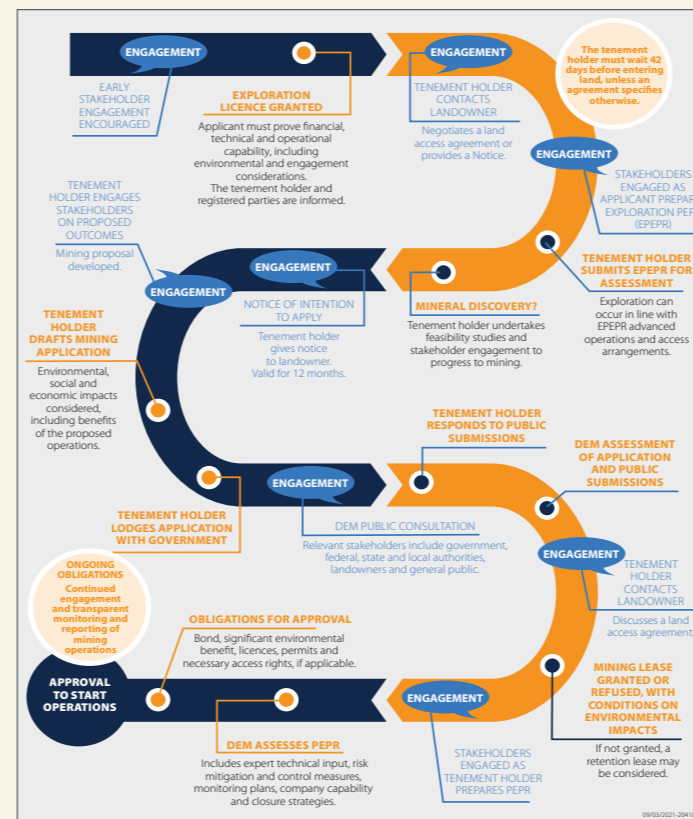 ENGAGEMENT
EARLY
STAKEHOLDER
ENGAGEMENT
ENCOURAGED
EXPLORATION
LICENCE GRANTED
Applicant must prove financial,
technical and operational
capability, including
environmental and engagement
considerations.
The tenement holder and
registered parties are informed.
ENGAGEMENT
TENEMENT HOLDER
CONTACTS
LANDOWNER
Negotiates a land
access agreement or
provides a Notice.
The tenement
holder must wait 42
days before entering
land, unless an
agreement specifies
otherwise.
ENGAGEMENT
STAKEHOLDERS
ENGAGED AS
APPLICANT
EXPLORATION
(EPEPR)
TENEMENT HOLDER
SUBMITS EPEPR FOR
ASSESSMENT
Exploration can
occur in line with
EPEPR advanced
operations and access
arrangements.
MINERAL DISCOVERY?
Tenement holder undertakes
feasibility studies and
stakeholder engagement to
progress to mining.
ENGAGEMENT
NOTICE OF INTENTION
TO APPLY
Tenement holder
gives notice
to landowner.
Valid for 12 months.
TENEMENT
HOLDER ENGAGES
STAKEHOLDERS
ON PROPOSED
OUTCOMES
Mining proposal
developed.
ENGAGEMENT
TENEMENT
HOLDER
DRAFTS MINING
APPLICATION
Environmental,
social and
economic impacts
considered,
including benefits
of the proposed
operations.
TENEMENT HOLDER
LODGES APPLICATION
WITH GOVERNMENT
ENGAGEMENT
DEM PUBLIC CONSULTATION
Relevant stakeholders include government,
federal, state and local authorities,
landowners and general public.
TENEMENT HOLDER
RESPONDS TO PUBLIC
SUBMISSIONS
DEM ASSESSMENT
OF APPLICATION
AND PUBLIC
SUBMISSIONS
ENGAGEMENT
TENEMENT
HOLDER
CONTACTS
LANDOWNER
Discusses a land
access agreement
MINING LEASE
GRANTED OR
REFUSED, WITH
CONDITIONS ON
ENVIRONMENTAL
IMPACTS
If not granted, a
retention lease may
be considered.
ENGAGEMENT
STAKEHOLDERS
ENGAGED AS
TENEMENT HOLDER
PREPARES PEPR
DEM ASSESSES PEPR
Includes expert technical input, risk
mitigation and control measures,
monitoring plans, company capability
and closure strategies.
OBLIGATIONS FOR APPROVAL
Bond, significant environmental
benefit, licences, permits and
necessary access rights, if applicable.
ONGOING
OBLIGATIONS
Continued
engagement
and transparent
monitoring and
reporting of
mining
operations
APPROVAL
TO START
OPERATIONS